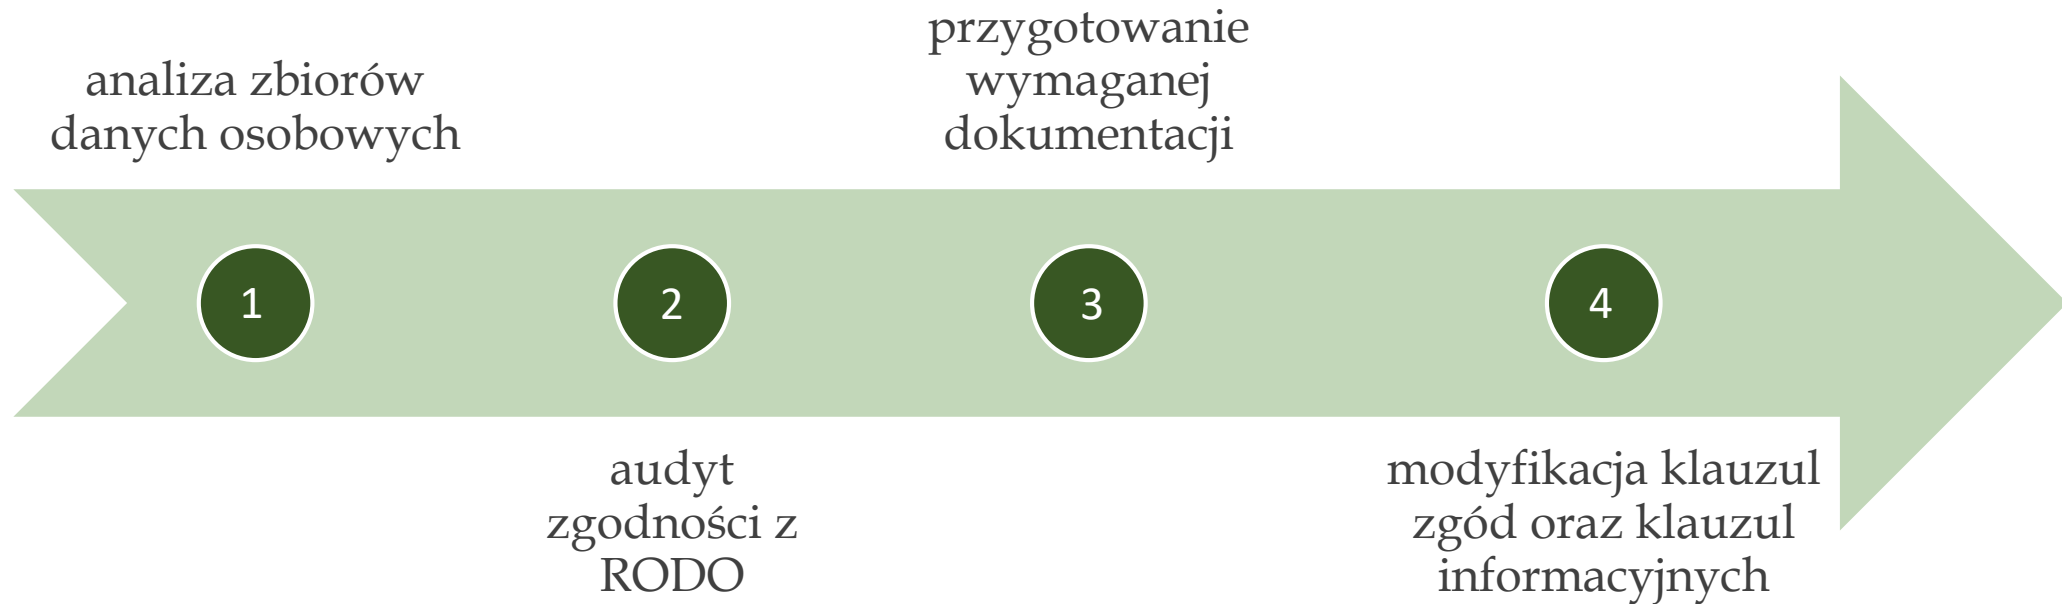 analiza zbiorów
danych osobowych
1
audyt
zgodności z
RODO
2
przygotowanie
wymaganej
dokumentacji
3
modyfikacja klauzul
zgód oraz klauzul
informacyjnych
4